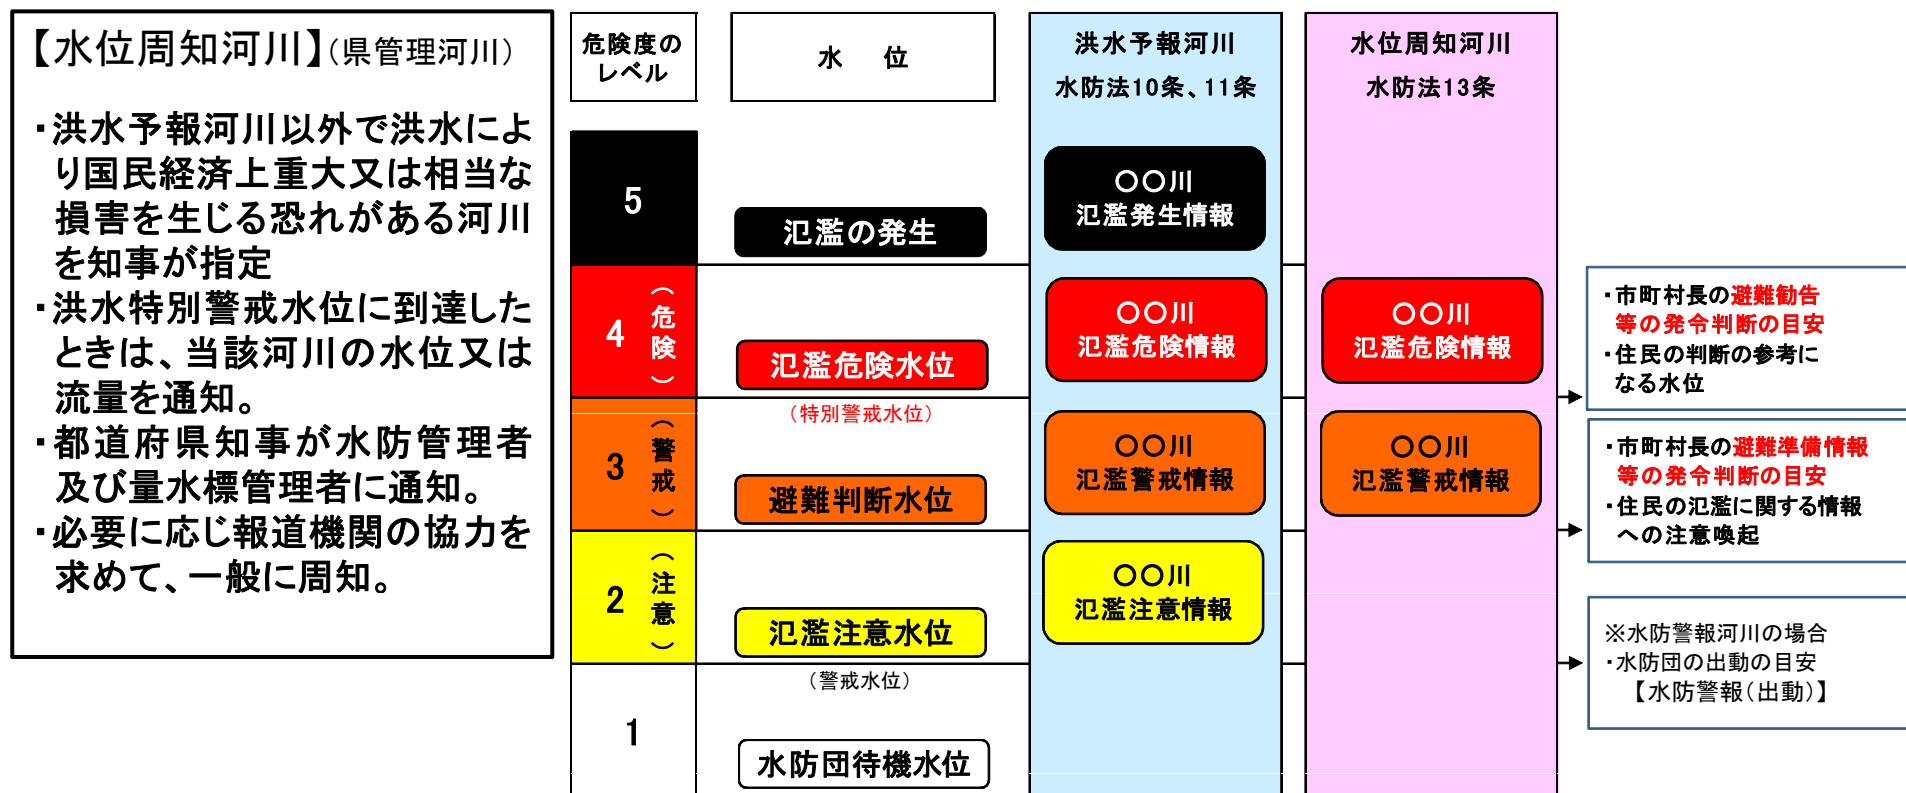 【水位周知河川】(県管理河川)
・洪水予報河川以外で洪水によ
り国民経済上重大又は相当な
損害を生じる恐れがある河川
を知事が指定
・洪水特別警戒水位に到達した
ときは、当該河川の水位又は
流量を通知。
・都道府県知事が水防管理者
及び量水標管理者に通知。
・必要に応じ報道機関の協力を
求めて、一般に周知。
危険度の
レベル
水　位
洪水予報河川
水防法10条、11条
水位周知河川
水防法13条
5
氾濫の発生
〇〇川
氾濫発生情報
4
(危険)
氾濫危険水位
(特別警戒水位)
〇〇川
氾濫危険情報
〇〇川
氾濫危険情報
・市町村長の避難勧告
等の発令判断の目安
・住民の判断の参考に
なる水位
3
(警戒)
避難判断水位
〇〇川
氾濫警戒情報
〇〇川
氾濫警戒情報
・市町村長の避難準備情報
等の発令判断の目安
・住民の氾濫に関する情報
への注意喚起
2
(注意)
氾濫注意水位
(警戒水位)
〇〇川
氾濫注意情報
※水防警報河川の場合
・水防団の出動の目安
【水防警報(出動)】
1
水防団待機水位